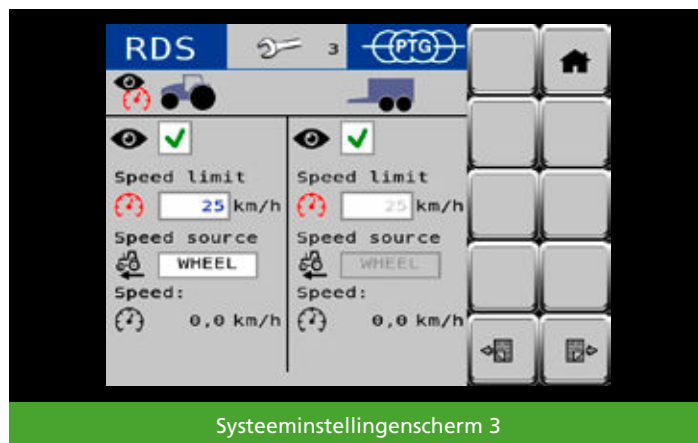 RDS 3 PTG
Speed limit Speed limit
25 km/h 25 km/h
Speed source Speed source
WHEEL WHEEL
Speed: Speed:
0,0 km/h 0,0 km/h
Systeeminstellingenscherm 3